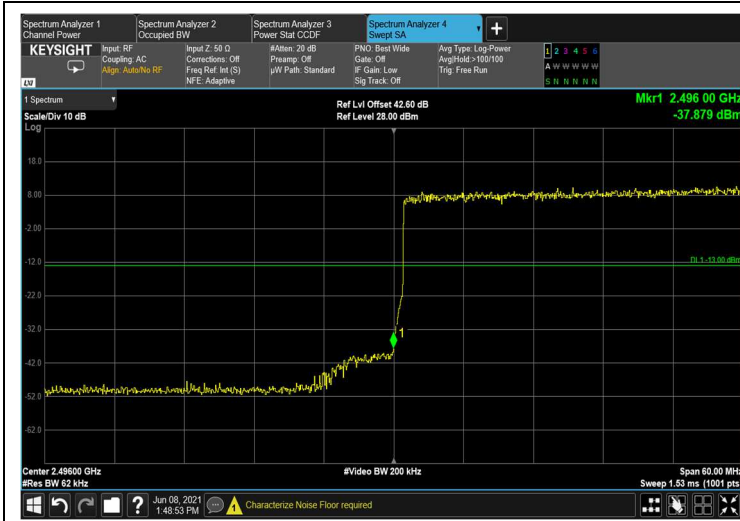 Spectrum Analyzer 1
Channel Power
Spectrum Analyzer 2
Occupied BW
Spectrum Analyzer 3
Power Stat CCDF
Spectrum Analyzer 4
Swept SA
KEYSIGHT
LXI
Input: RF
Coupling: AC
Align: Auto/No RF
Input Z: 50 Ω
Corrections: Off
Freq Ref: Int (S)
NFE: Adaptive
#Atten: 20 dB
Preamp: Off
µW Path: Standard
PNO: Best Wide
Gate: Off
IF Gain: Low
Sig Track: Off
Avg Type: Log-Power
Avg|Hold:>100/100
Trig: Free Run
1 2 3 4 5 6
A W W W W W
S N N N N N
1 Spectrum
Scale/Div 10 dB
Log
Ref Lvl Offset 42.60 dB
Ref Level 28.00 dBm
Mkr1 2.496 00 GHz
-37.879 dBm
18.0
8.00
-2.00
-12.0
DL1 -13.00 dBm
-22.0
-32.0
1
-42.0
-52.0
-62.0
Center 2.49600 GHz
#Video BW 200 kHz
Span 60.00 MHz
#Res BW 62 kHz
Sweep 1.53 ms (1001 pts)
Jun 08, 2021
1:48:53 PM
1
Characterize Noise Floor required